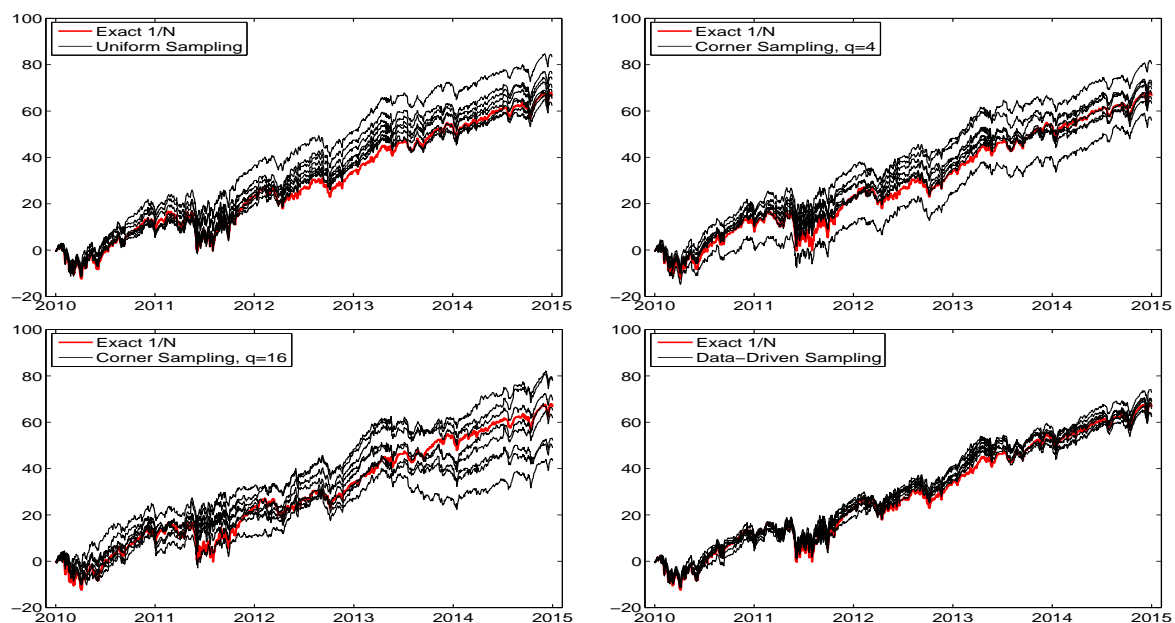 100
80
60
40
20
0
−20
2010 2011 2012 2013 2014 2015
Exact 1/N
Uniform Sampling
100
80
60
40
20
0
−20
2010 2011 2012 2013 2014 2015
Exact 1/N
Corner Sampling, q=4
100
80
60
40
20
0
−20
2010 2011 2012 2013 2014 2015
Exact 1/N
Corner Sampling, q=16
100
80
60
40
20
0
−20
2010 2011 2012 2013 2014 2015
Exact 1/N
Data−Driven Sampling